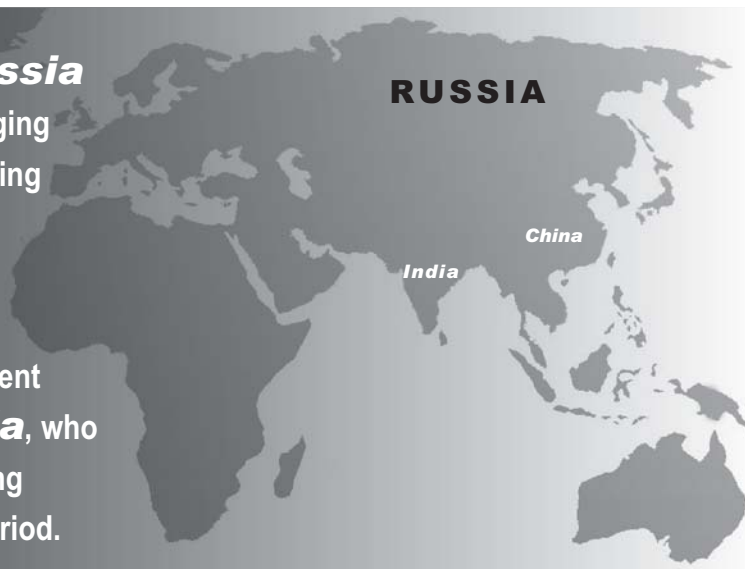 ssia
ging
ing
ent
a, who
ng
riod.
RUSSIA
China
India